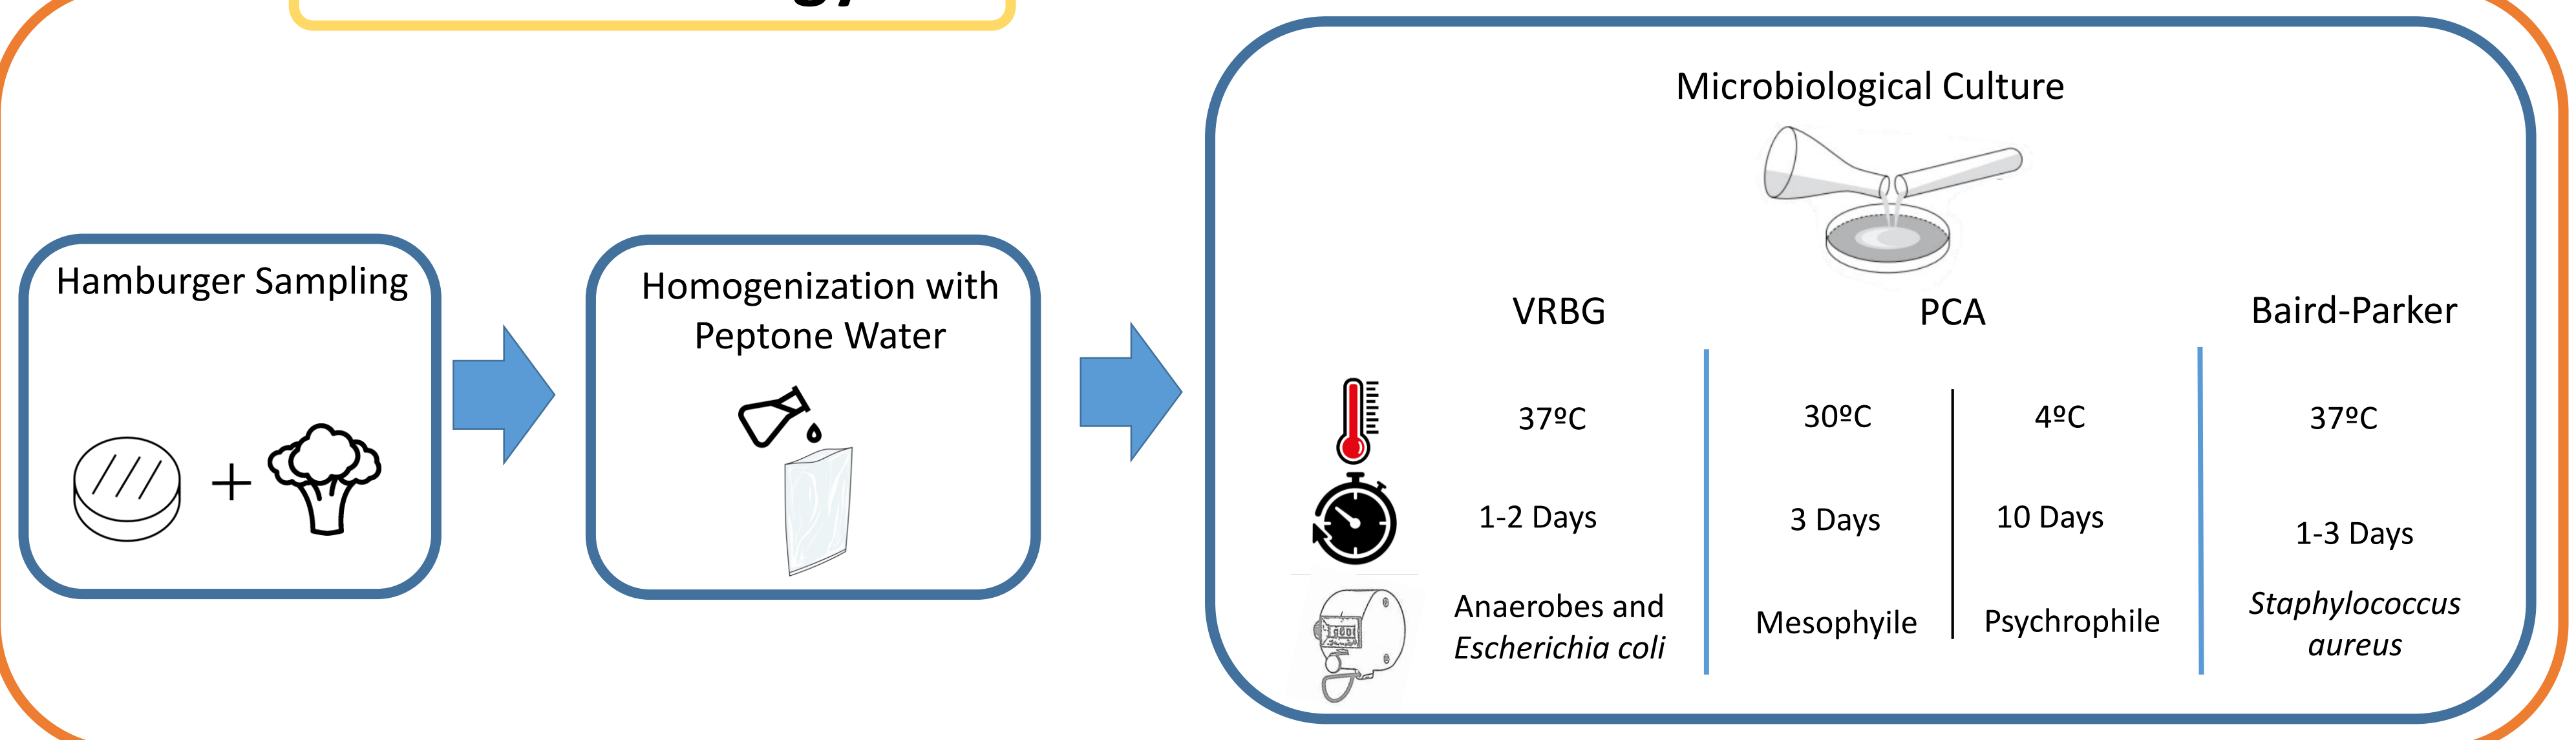 Hamburger Sampling
Homogenization with
Peptone Water
Microbiological Culture
VRBG
PCA
Baird-Parker
37ºC
30ºC
4ºC
37ºC
1-2 Days
3 Days
10 Days
1-3 Days
Anaerobes and
Escherichia coli
Mesophyile
Psychrophile
Staphylococcus
aureus